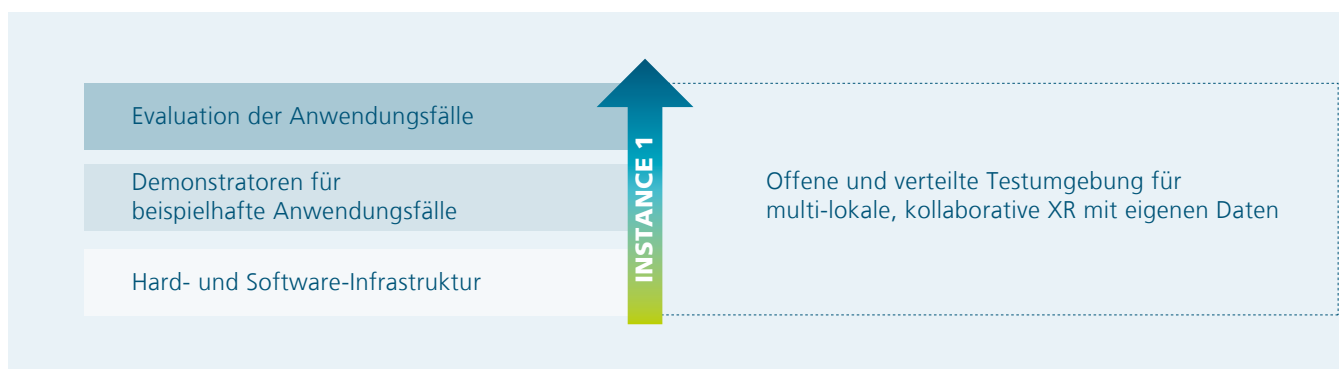 Evaluation der Anwendungsfälle
Demonstratoren für
beispielhafte Anwendungsfälle
Hard- und Software-Infrastruktur
INSTANCE 1
Offene und verteilte Testumgebung für
multi-lokale, kollaborative XR mit eigenen Daten